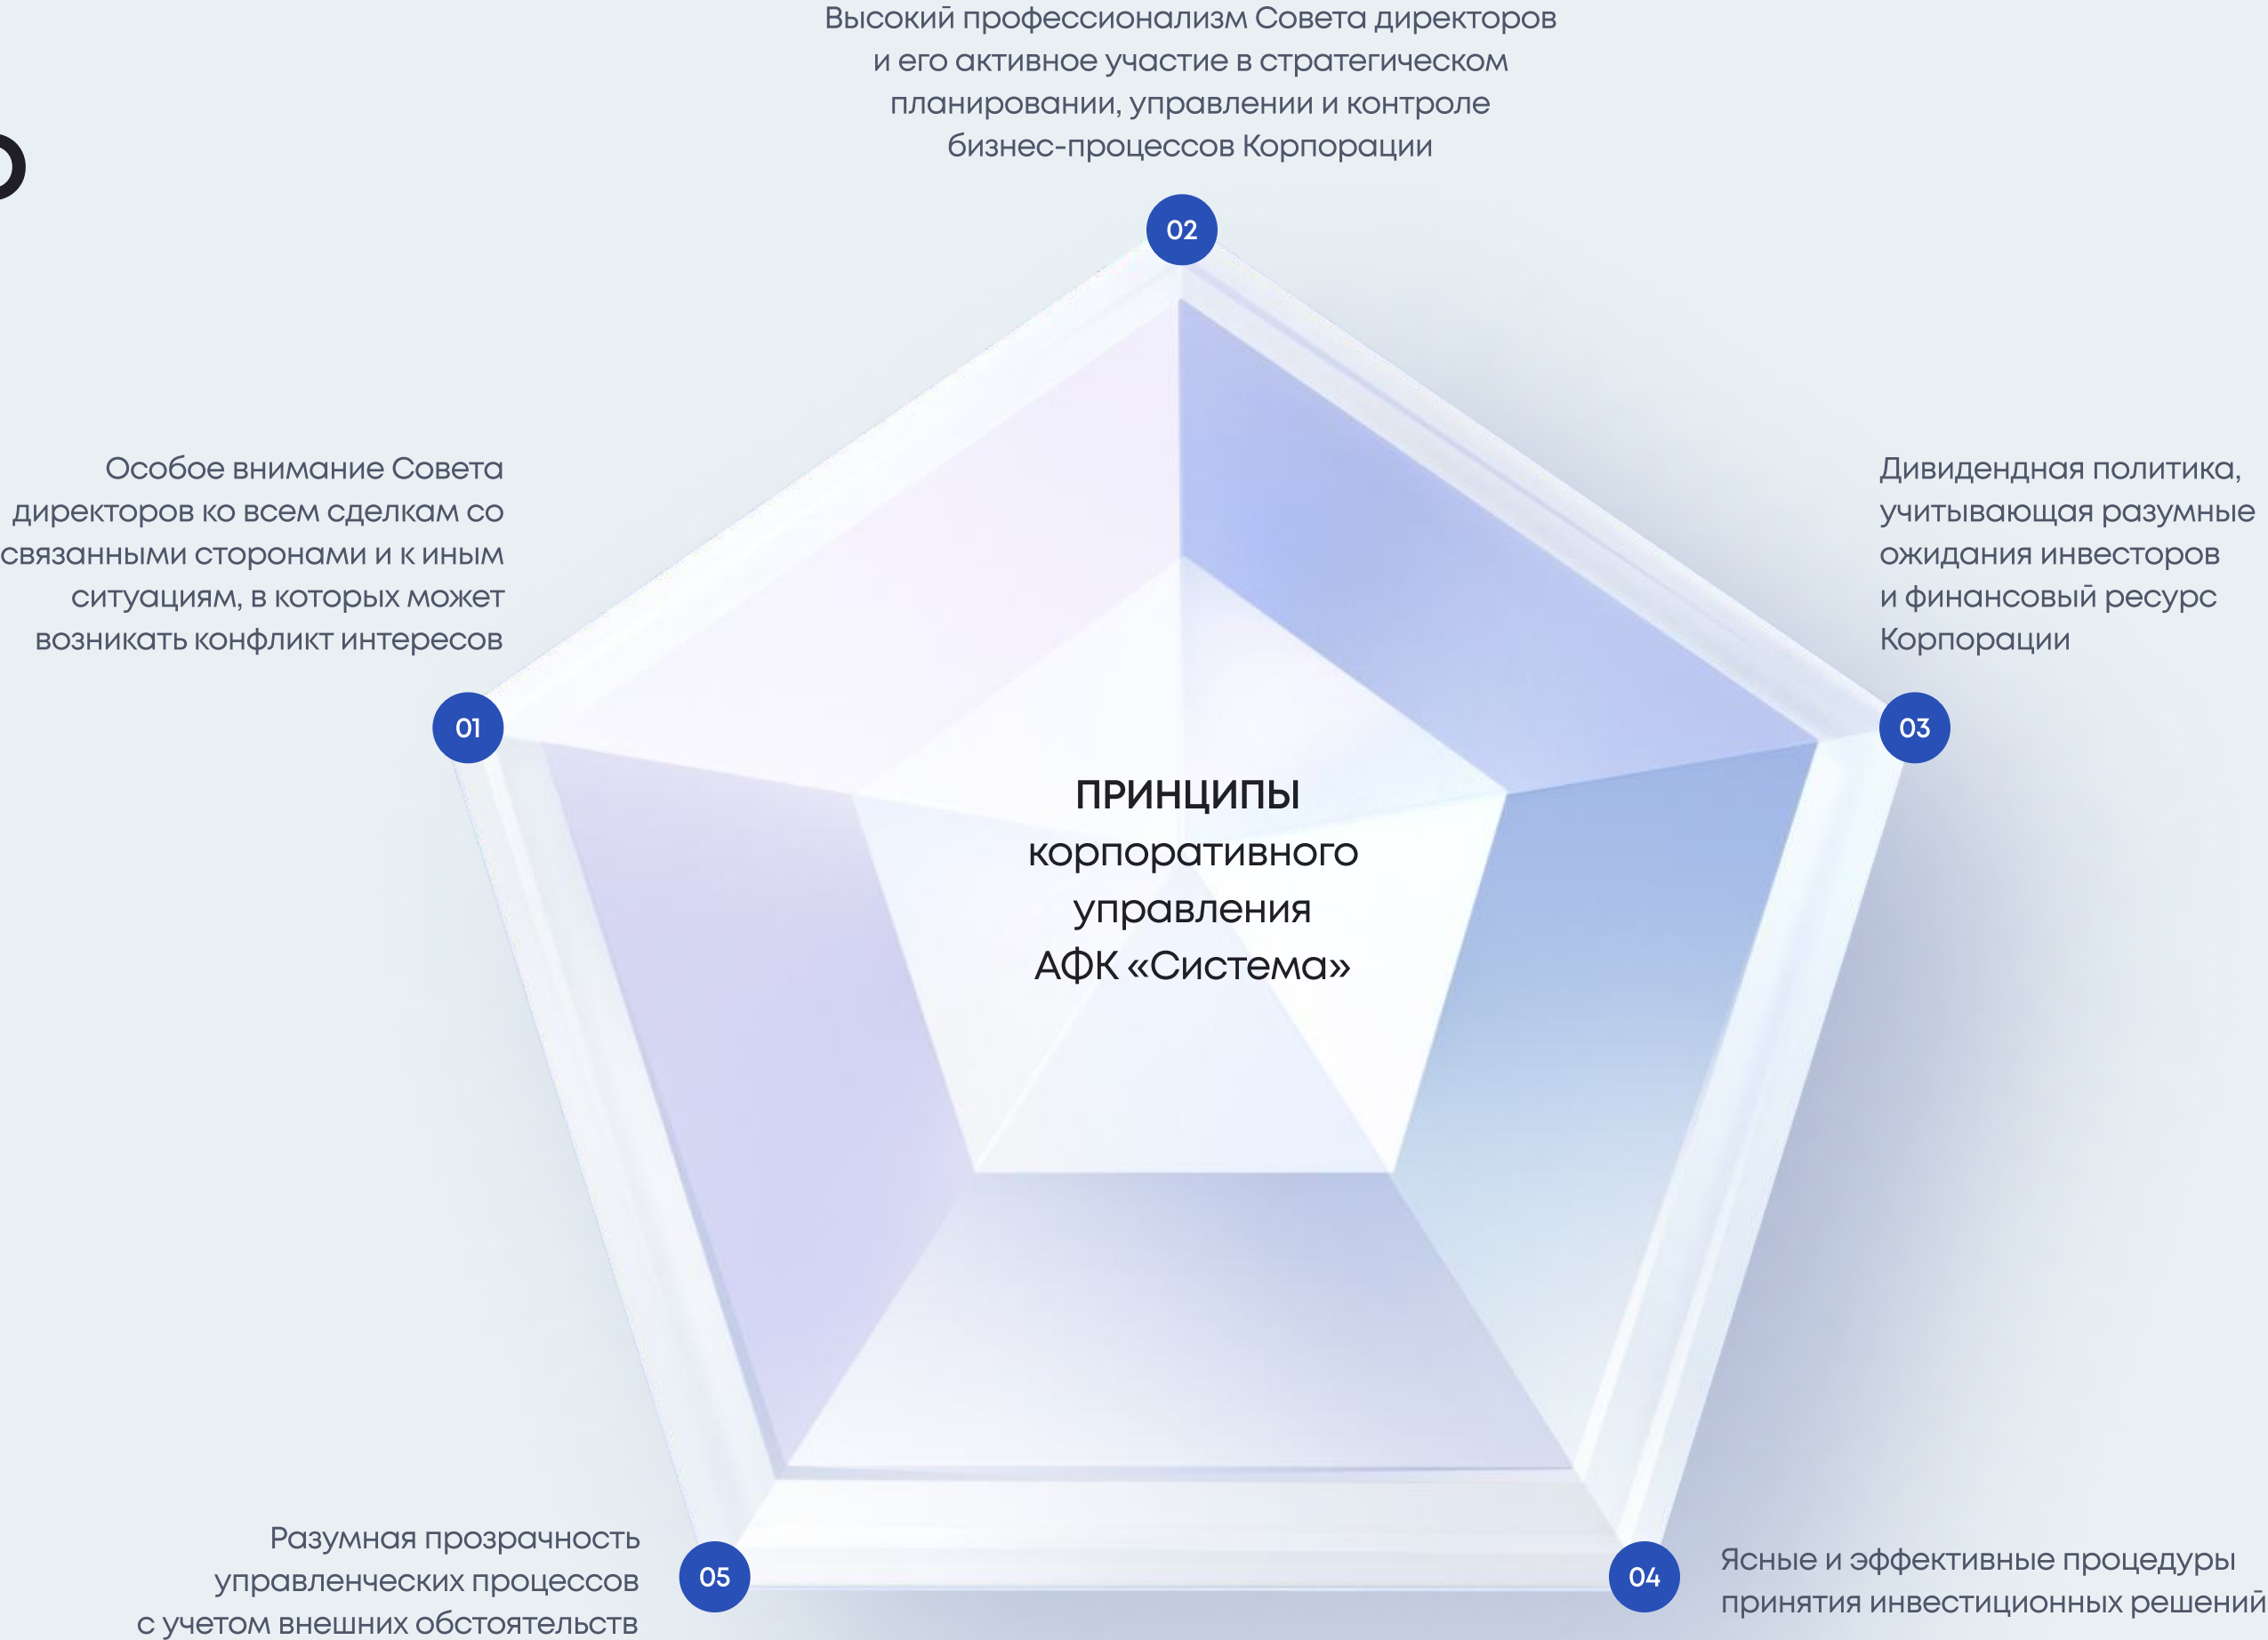 Высокий профессионализм Совета директоров
и его активное участие в стратегическом
планировании, управлении и контроле
бизнес-процессов Корпорации
02
Особое внимание Совета
директоров ко всем сделкам со
связанными сторонами и к иным
ситуациям, в которых может
возникать конфликт интересов
01
Дивидендная политика,
учитывающая разумные
ожидания инвесторов
и финансовый ресурс
Корпорации
03
ПРИНЦИПЫ
корпоративного
управления
АФК «Система»
Разумная прозрачность
управленческих процессов
с учетом внешних обстоятельств
05
04
Ясные и эффективные процедуры
принятия инвестиционных решений